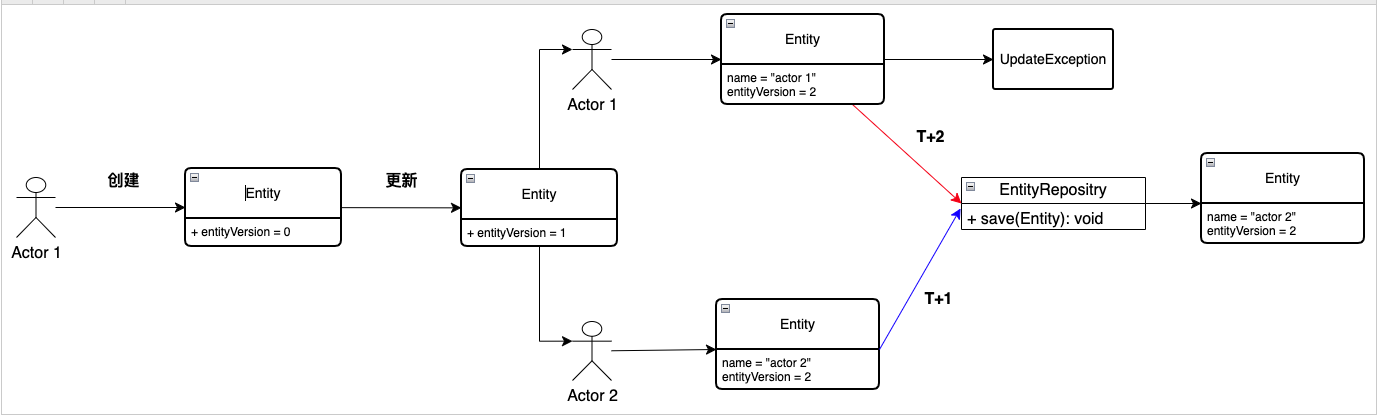 Actor 1
创建
Entity
+ entityVersion = 0
更新
Entity
+ entityVersion = 1
Actor 1
Entity
name = "actor 1"
entityVersion = 2
UpdateException
T+2
Actor 2
Entity
name = "actor 2"
entityVersion = 2
T+1
EntityRepositry
+ save(Entity): void
Entity
name = "actor 2"
entityVersion = 2